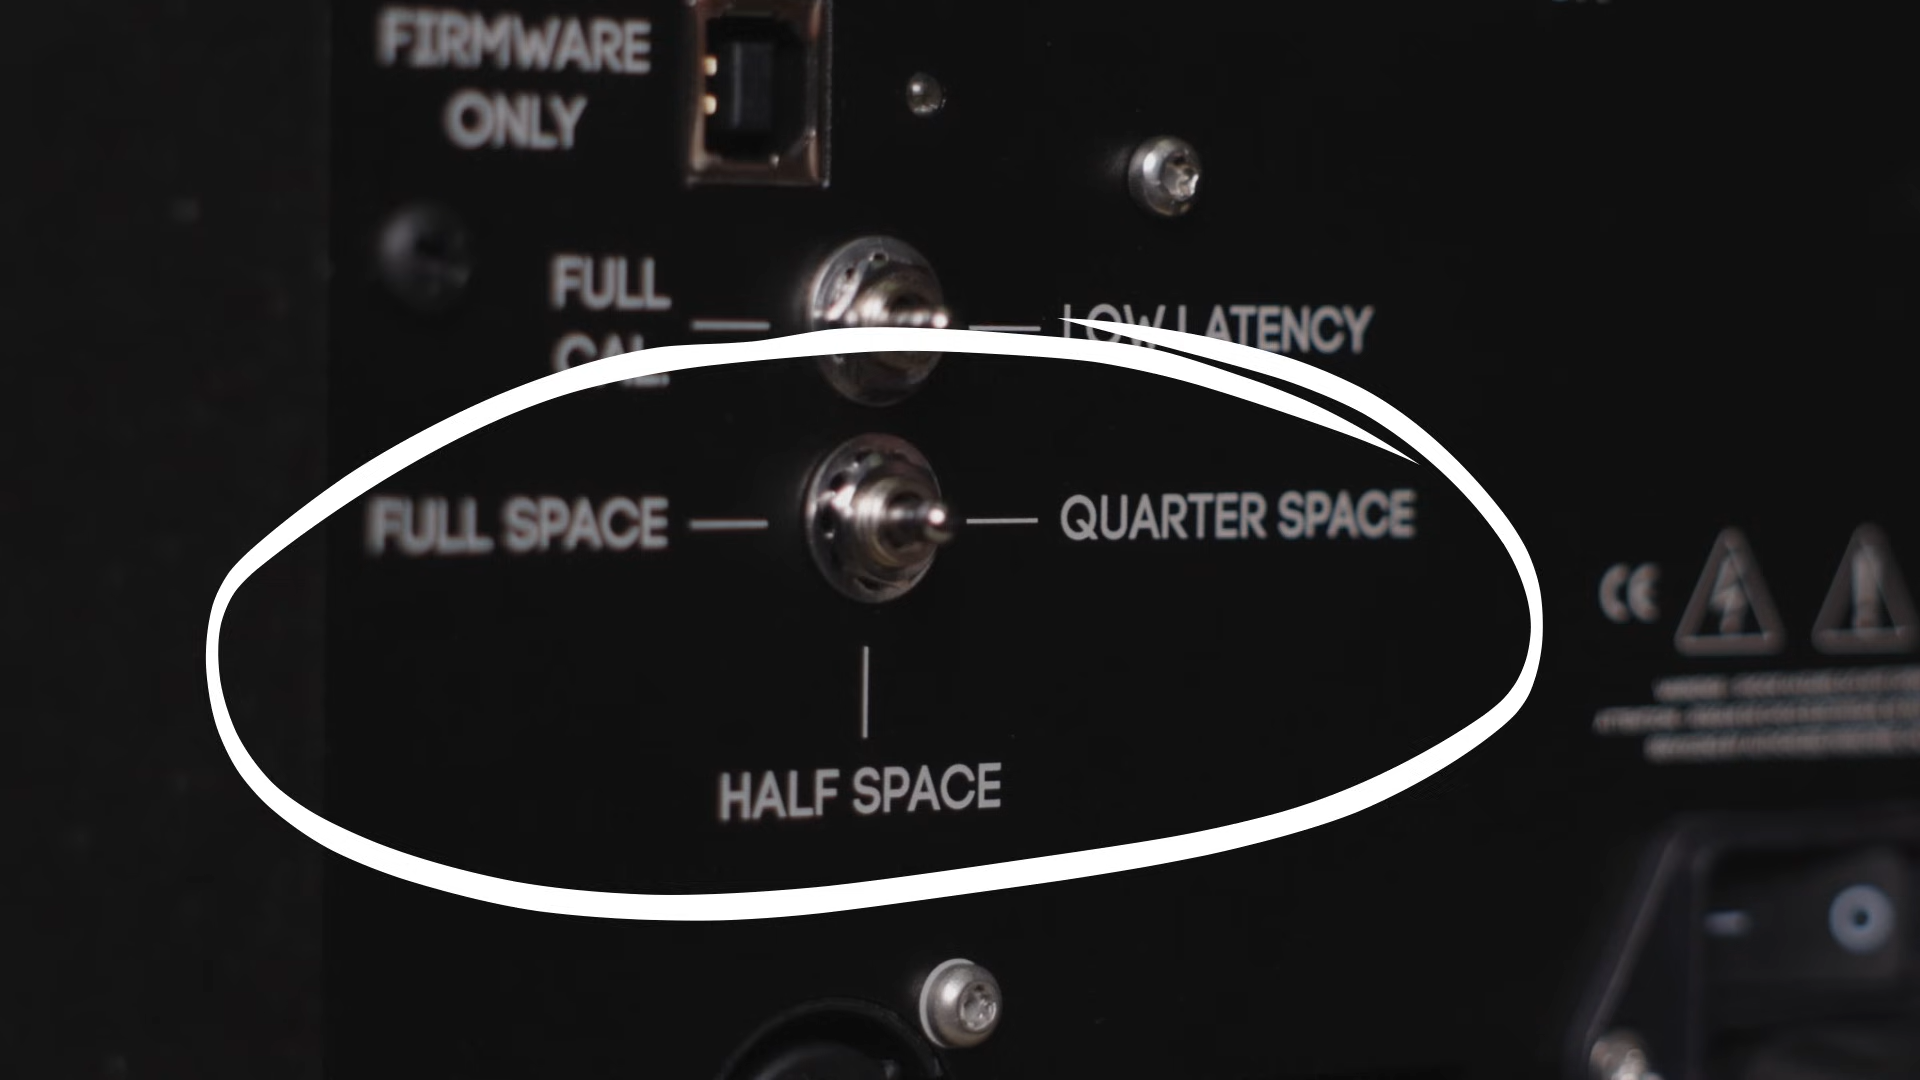 FIRMWARE
ONLY
FULL
CAL.
LOW LATENCY
FULL SPACE
QUARTER SPACE
HALF SPACE
CE